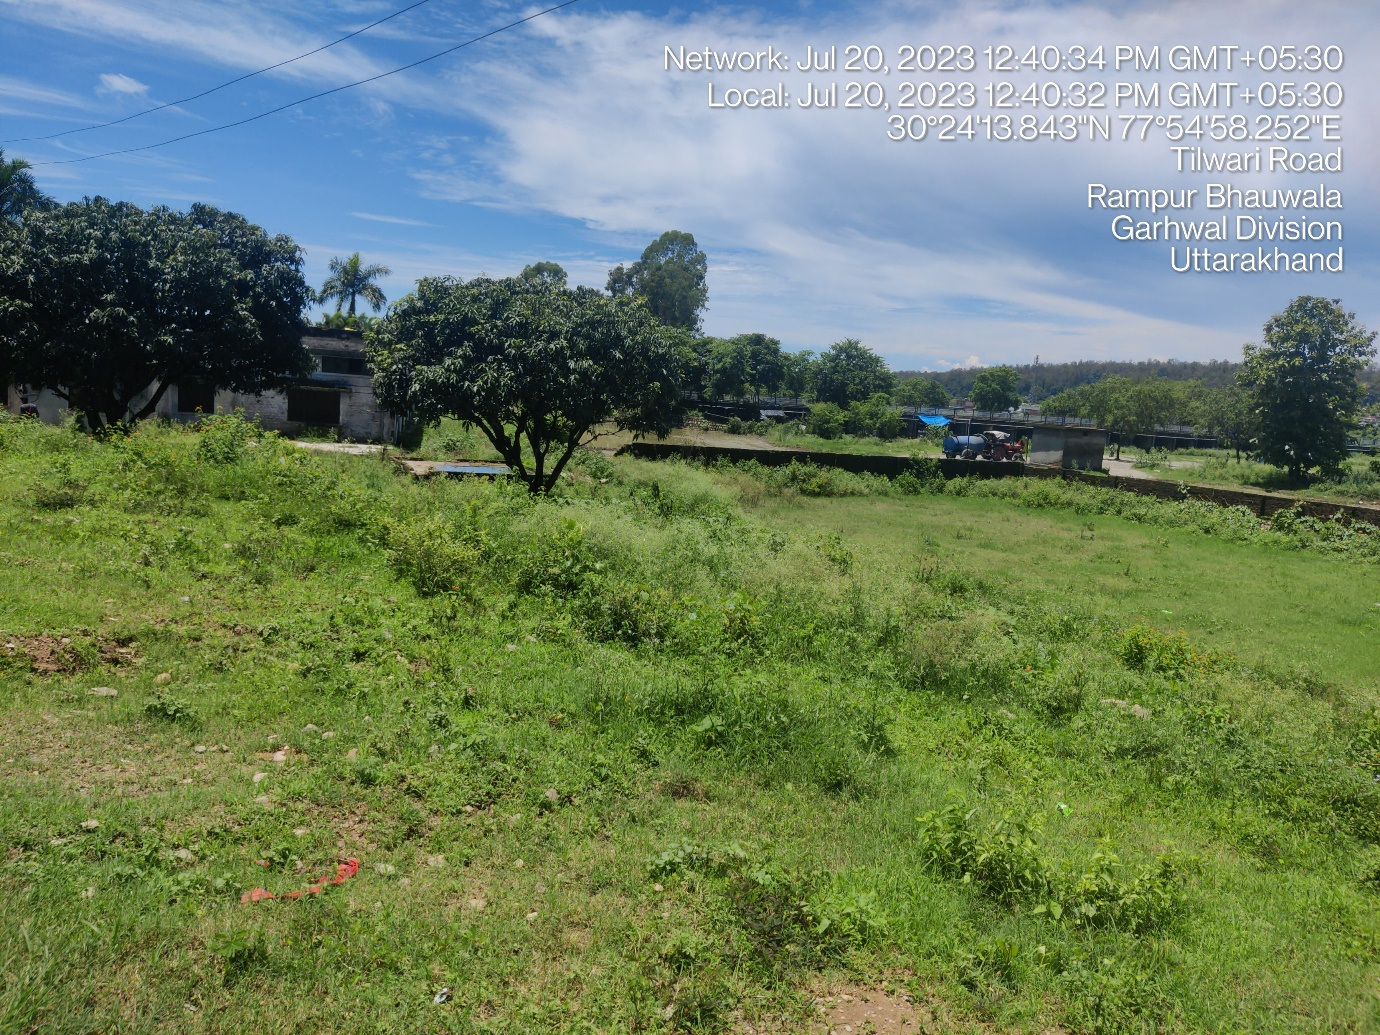 Network: Jul 20, 2023 12:40:34 PM GMT+05:30
Local: Jul 20, 2023 12:40:32 PM GMT+05:30
30°24'13.843"N 77°54'58.252"E
Tilwari Road
Rampur Bhauwala
Garhwal Division
Uttarakhand